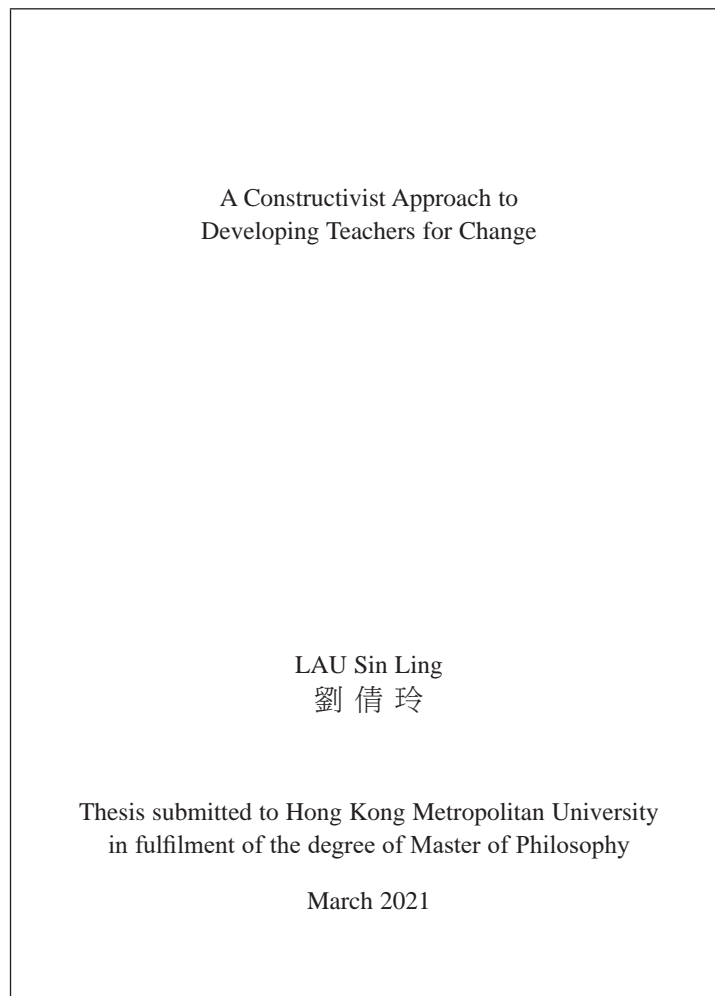 A Constructivist Approach to
Developing Teachers for Change
LAU Sin Ling
劉倩玲
Thesis submitted to Hong Kong Metropolitan University
in fulfilment of the degree of Master of Philosophy
March 2021